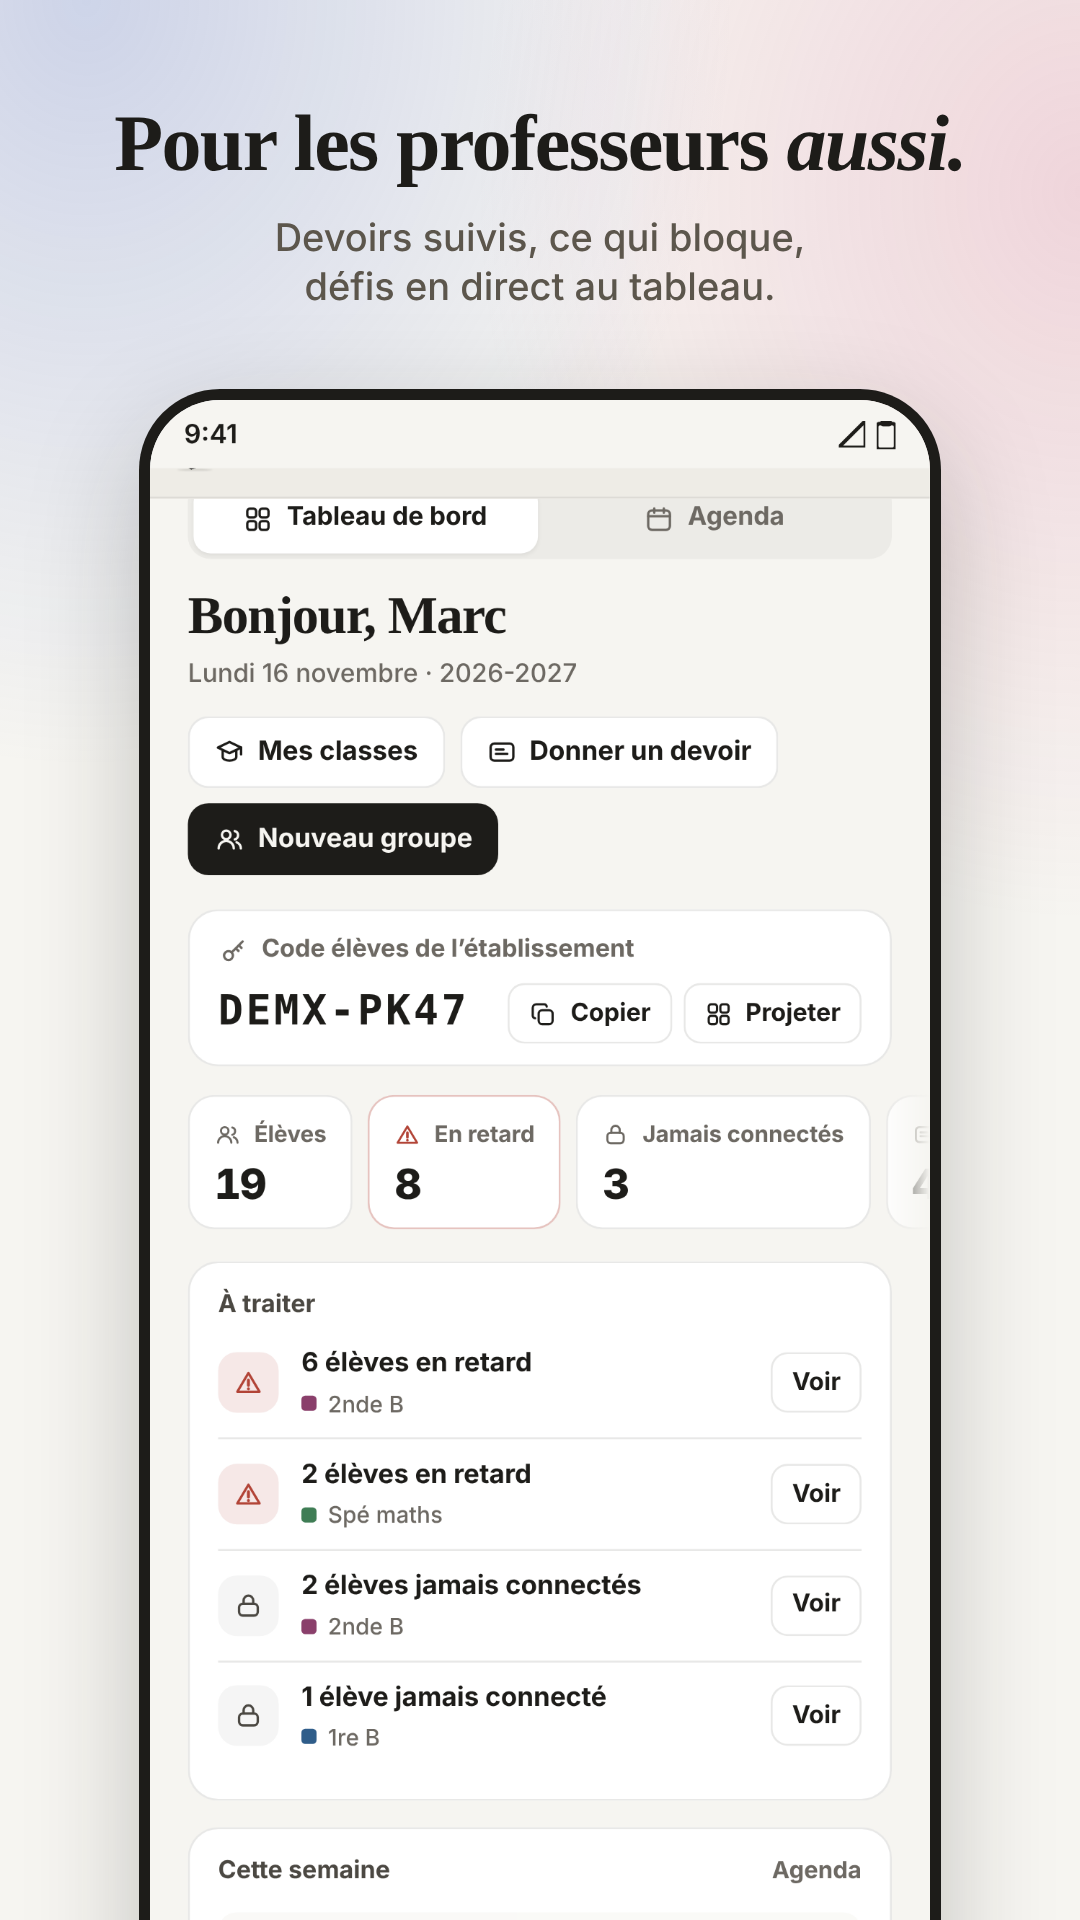 Pour les professeurs aussi.
Devoirs suivis, ce qui bloque,
défis en direct au tableau.
9:41
Tableau de bord
Agenda
Bonjour, Marc
Lundi 16 novembre · 2026-2027
Mes classes
Donner un devoir
Nouveau groupe
Code élèves de l’établissement
DEMX-PK47
Copier
Projeter
Élèves
19
En retard
8
Jamais connectés
3
À traiter
6 élèves en retard
2nde B
Voir
2 élèves en retard
Spé maths
Voir
2 élèves jamais connectés
2nde B
Voir
1 élève jamais connecté
1re B
Voir
Cette semaine
Agenda